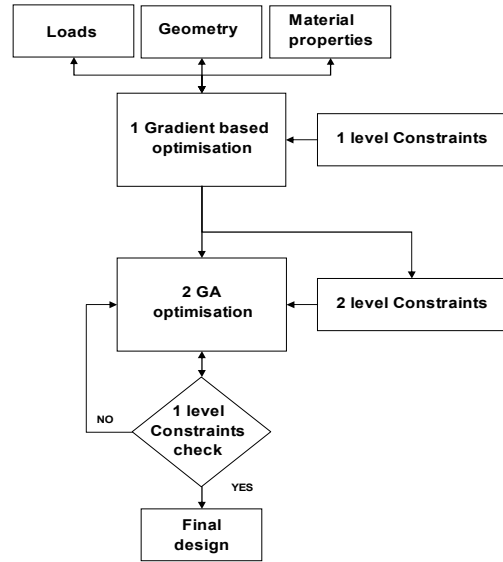 Loads
Geometry
Material
properties
1 Gradient based
optimisation
1 level Constraints
2 GA
optimisation
2 level Constraints
NO
1 level
Constraints
check
YES
Final
design